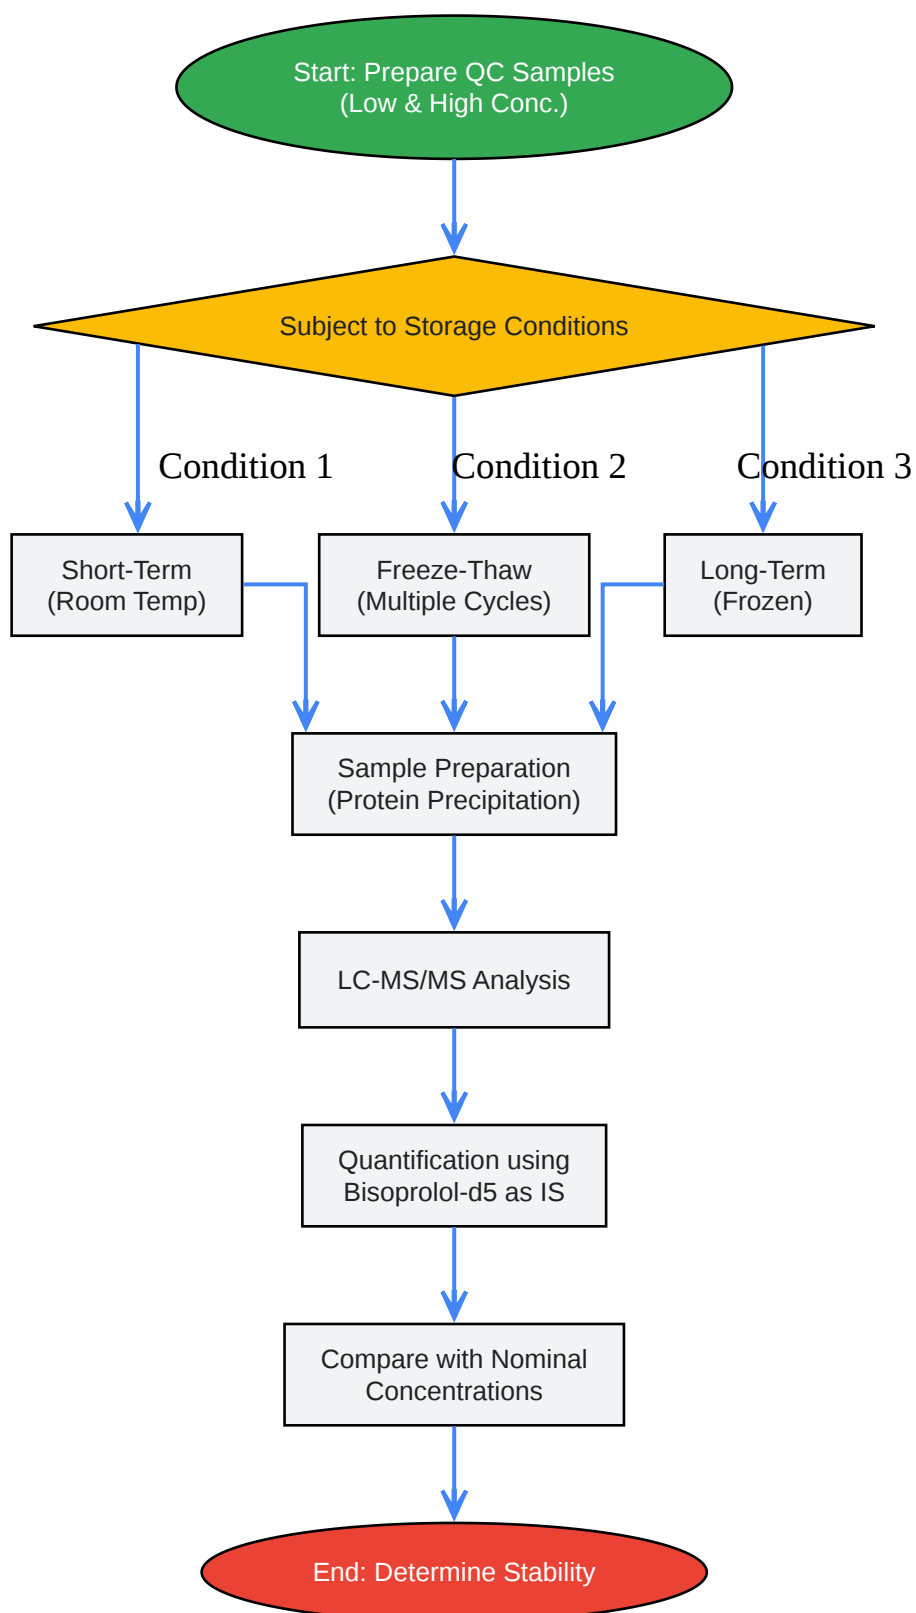 Start: Prepare QC Samples
(Low & High Conc.)
Subject to Storage Conditions
Condition 1
Condition 2
Condition 3
Short-Term
(Room Temp)
Freeze-Thaw
(Multiple Cycles)
Long-Term
(Frozen)
Sample Preparation
(Protein Precipitation)
LC-MS/MS Analysis
Quantification using
Bisoprolol-d5 as IS
Compare with Nominal
Concentrations
End: Determine Stability